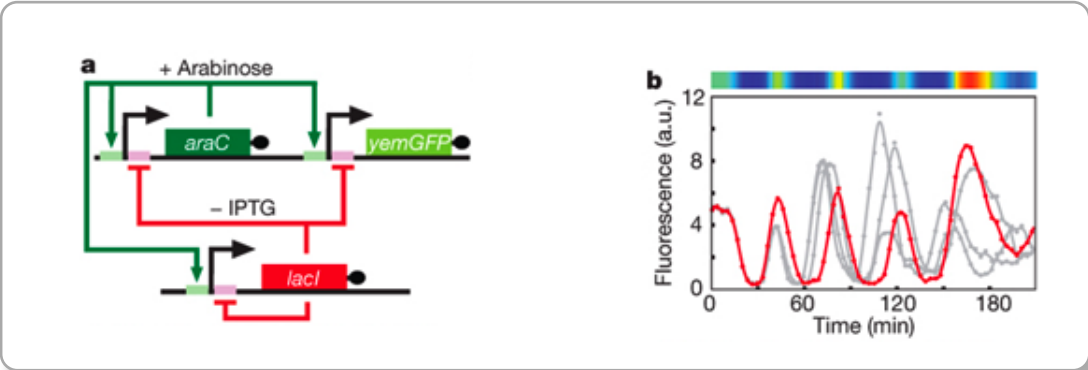 a
+ Arabinose
araC
yemGFP
– IPTG
lacI
b
Fluorescence (a.u.)
12
8
4
0
0
60
120
180
Time (min)